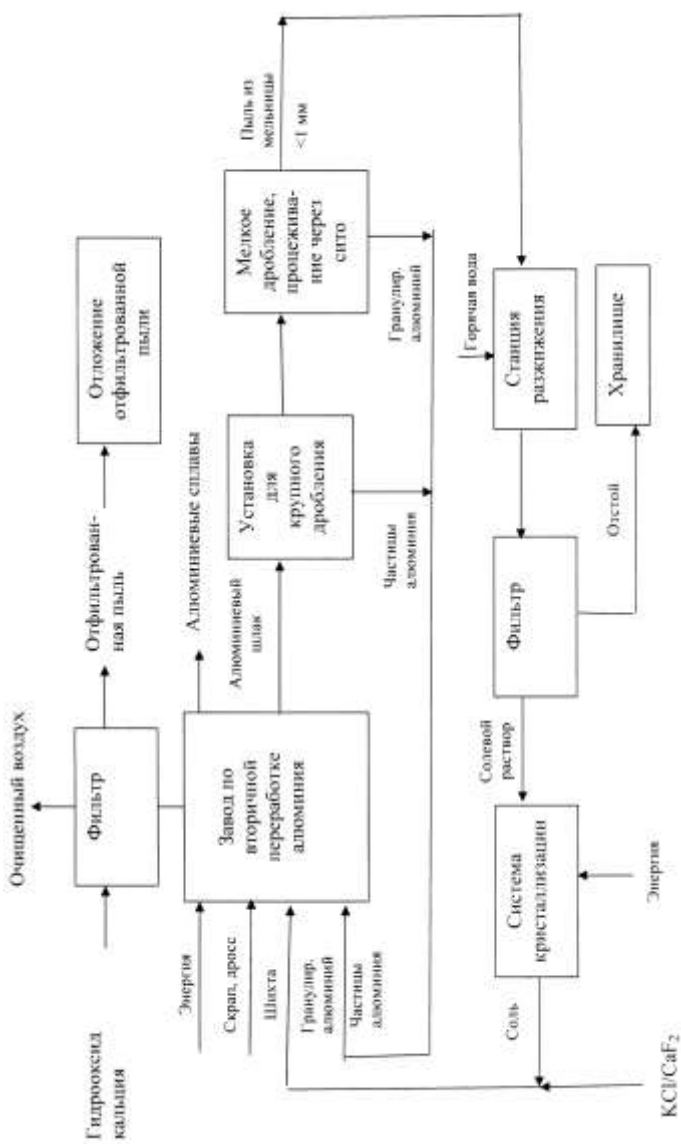 Очищенный воздух
Гидрооксид
кальция
Фильтр
Отфильтрован-
ная пыль
Отложение
отфильтрованной
пыли
Алюминиевые сплавы
Энергия
Скрап, дросс
Шихта
Гранулир.
алюминий
Частицы
алюминия
Завод по
вторичной
переработке
алюминия
Алюминиевый
шлак
Установка
для
крупного
дробления
Мелкое
дробление,
процежива-
ние через
сито
Пыль из
мельницы
<1 мм
Частицы
алюминия
Гранулир.
алюминий
Горячая вода
Соль
Система
кристаллизации
Солевой
раствор
Фильтр
Станция
разжижения
Отстой
Хранилище
KCl/CaF₂
Энергия